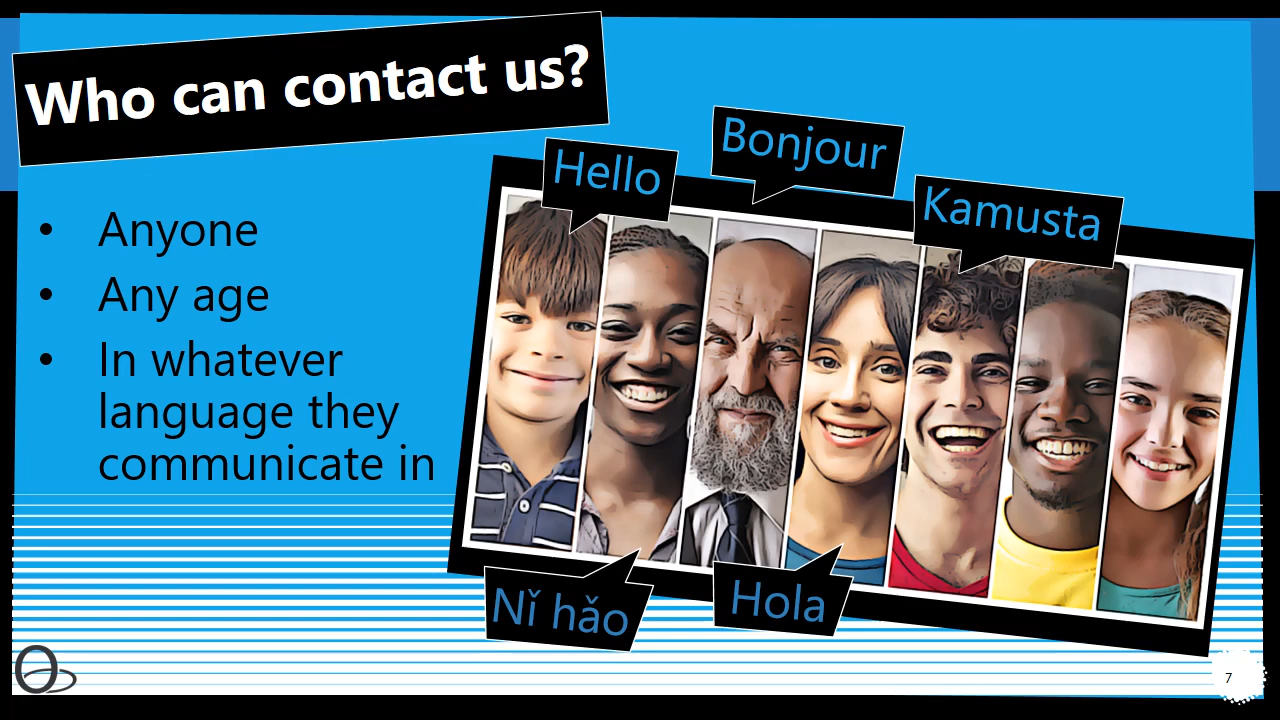 Who can contact us?
Hello
Bonjour
Kamusta
• Anyone
• Any age
• In whatever
language they
communicate in
Nǐ hǎo
Hola
7